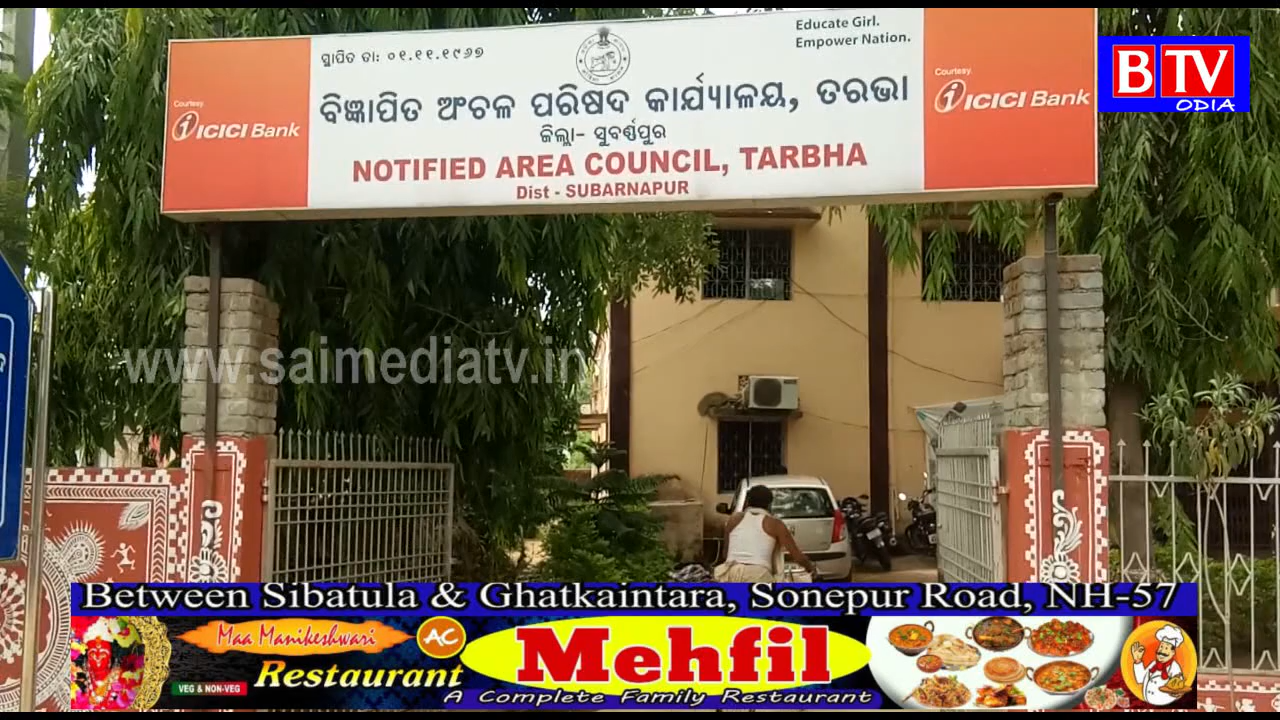 Educate Girl.
Empower Nation.
ସ୍ଥାପିତ ତା: ୦୧.୧୧.୧୯୬୭
ବିଜ୍ଞାପିତ ଅଂଚଳ ପରିଷଦ କାର୍ଯ୍ୟାଳୟ, ତରଭା
ଜିଲ୍ଲା- ସୁବର୍ଣ୍ଣପୁର
NOTIFIED AREA COUNCIL, TARBHA
Dist - SUBARNAPUR
Courtesy
ICICI Bank
Courtesy
ICICI Bank
BTV
ODIA
www.saimediatv.in
Between Sibatula & Ghatkaintara, Sonepur Road, NH-57
Maa Manikeshwari
AC
Restaurant
VEG & NON-VEG
Mehfil
A Complete Family Restaurant